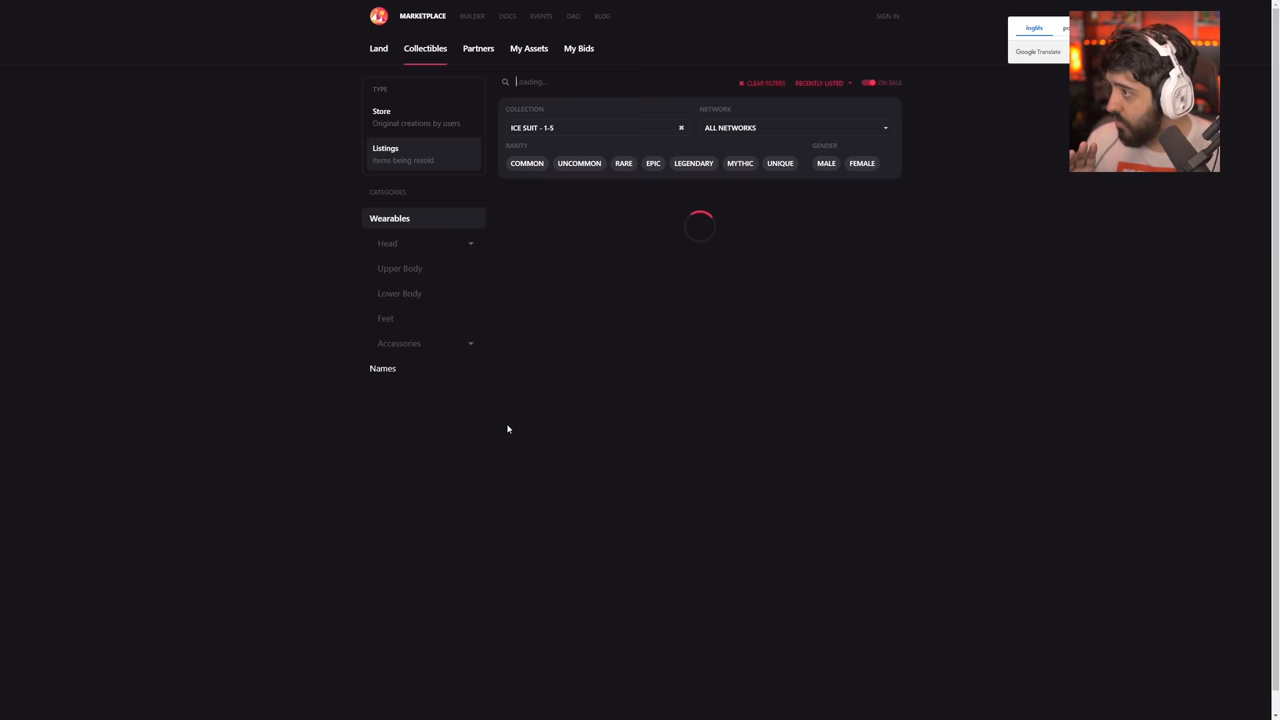 MARKETPLACE BUILDER DOCS EVENTS DAO BLOG SIGN IN
Land Collectibles Partners My Assets My Bids
inglês
Google Translate
TYPE
Store
Original creations by users
Listings
Items being resold
CATEGORIES
Wearables
Head
Upper Body
Lower Body
Feet
Accessories
Names
Loading...
CLEAR FILTERS RECENTLY LISTED ON SALE
COLLECTION NETWORK
ICE SUIT - 1-5 ALL NETWORKS
RARITY GENDER
COMMON UNCOMMON RARE EPIC LEGENDARY MYTHIC UNIQUE MALE FEMALE